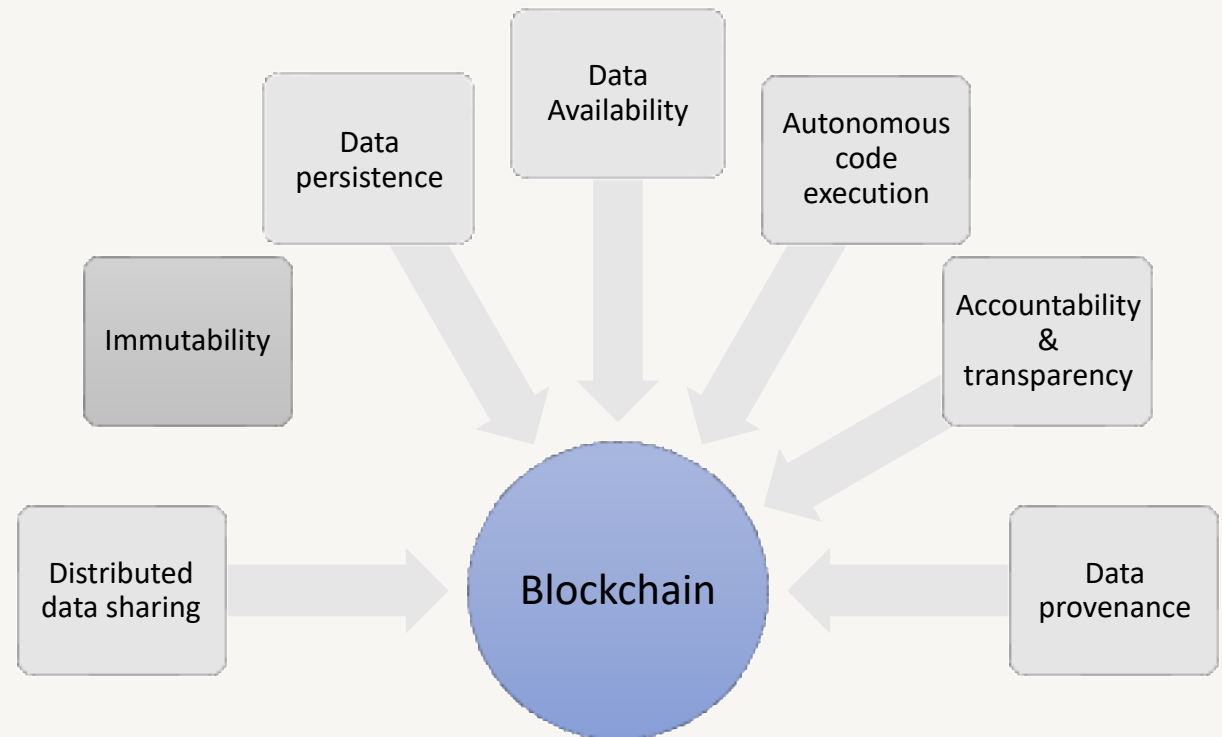 Data
Availability
Data
persistence
Autonomous
code
execution
Immutability
Accountability
&
transparency
Distributed
data sharing
Blockchain
Data
provenance